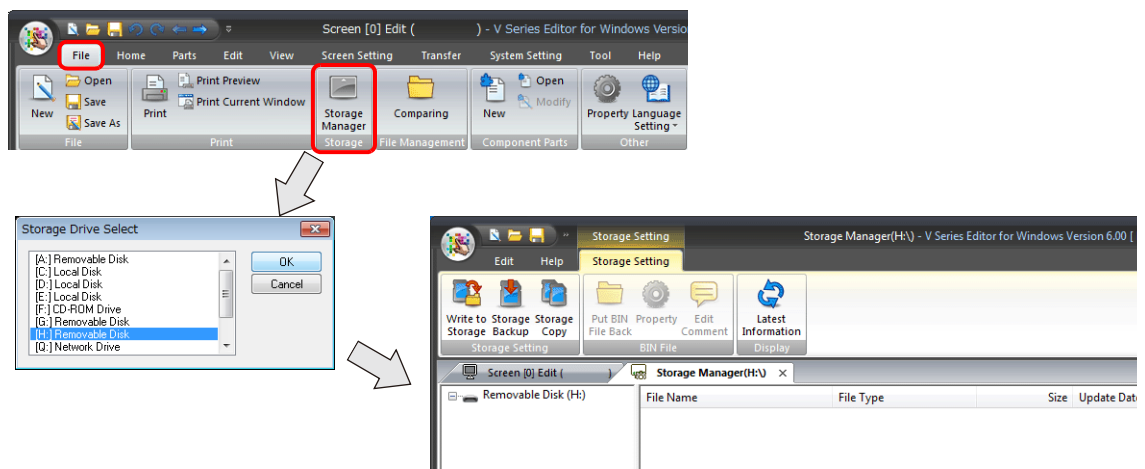 Screen [0] Edit (          ) - V Series Editor for Windows Versio
File Home Parts Edit View Screen Setting Transfer System Setting Tool Help
New Open Save Save As
File
Print Print Preview Print Current Window
Print
Storage Manager
Storage
Comparing
File Management
New Open Modify
Component Parts
Property Language Setting
Other
Storage Drive Select
[A:] Removable Disk
[C:] Local Disk
[D:] Local Disk
[E:] Local Disk
[F:] CD-ROM Drive
[G:] Removable Disk
[H:] Removable Disk
[Q:] Network Drive
OK
Cancel
Storage Setting
Storage Manager(H:\) - V Series Editor for Windows Version 6.00 [
Edit Help Storage Setting
Write to Storage
Storage Backup
Storage Copy
Storage Setting
Put BIN File Back
Property
Edit Comment
BIN File
Latest Information
Display
Screen [0] Edit (          )
Storage Manager(H:\) ×
Removable Disk (H:)
File Name File Type Size Update Dat